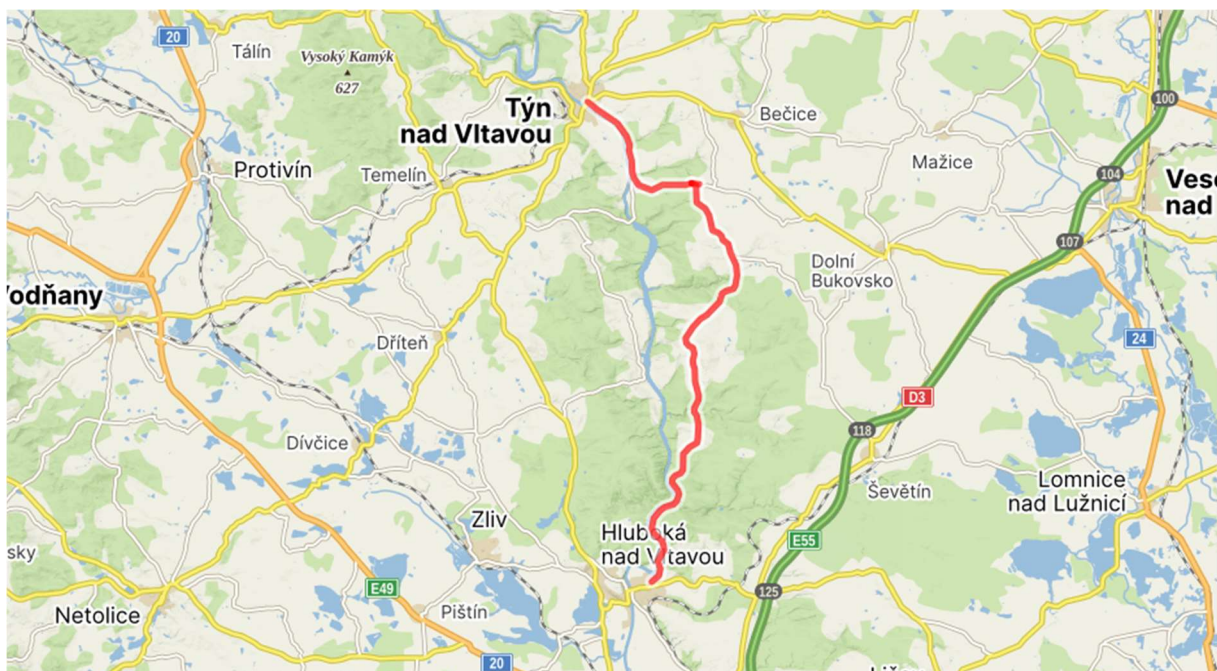 20
Tálín
Vysoký Kamýk
627
Týn
nad Vltavou
Bečice
100
Protivín
Temelín
Mažice
104
Vese
nad
107
Dolní
Bukovsko
Vodňany
Dříteň
24
D3
118
Dívčice
Ševětín
Lomnice
nad Lužnicí
Zliv
Hluboká
nad Vltavou
E55
sky
E49
125
Netolice
Pištín
20